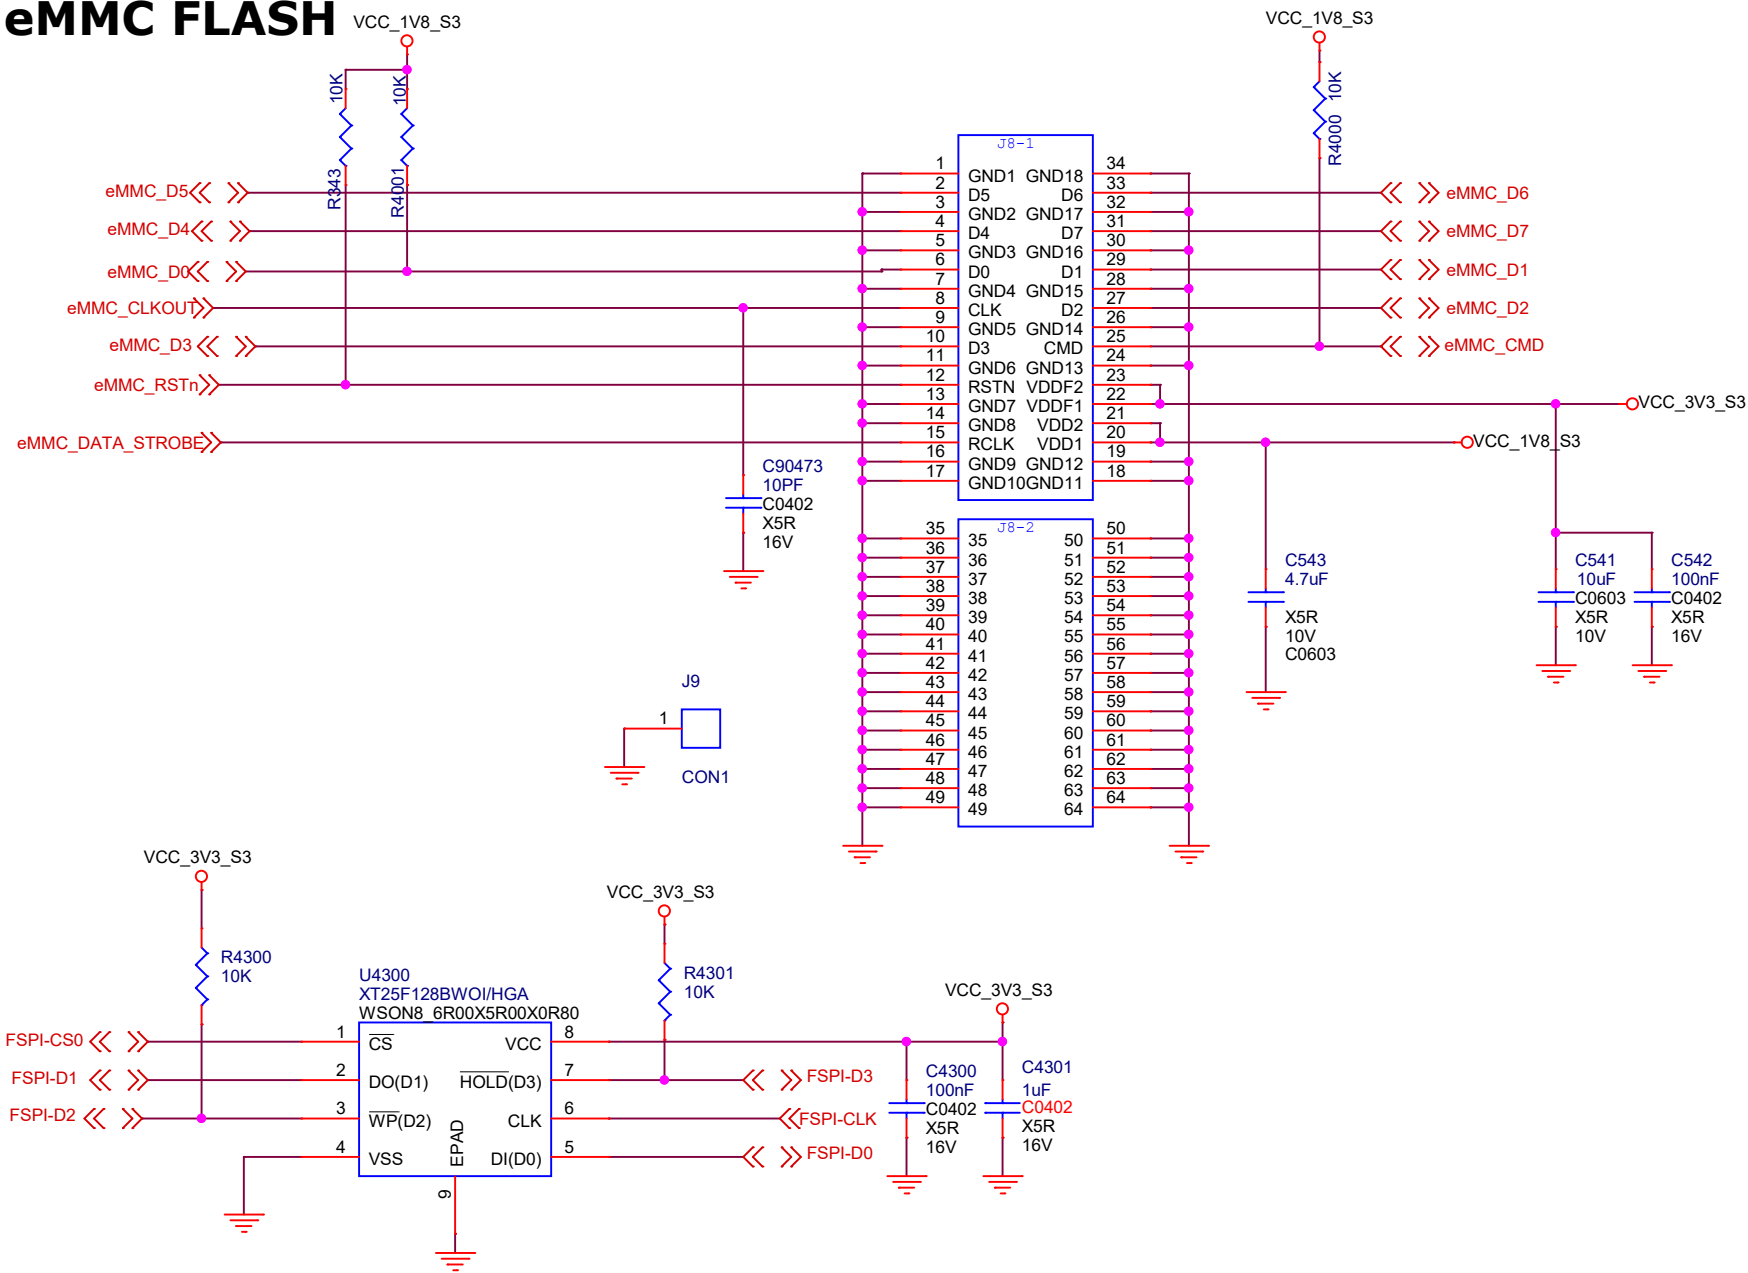 eMMC FLASH
VCC_1V8_S3
VCC_1V8_S3
10K
10K
R343
R4001
10K
R4000
eMMC_D5
eMMC_D4
eMMC_D0
eMMC_CLKOUT
eMMC_D3
eMMC_RSTn
eMMC_DATA_STROBE
J8-1
1 GND1 GND18 34
2 D5 D6 33
3 GND2 GND17 32
4 D4 D7 31
5 GND3 GND16 30
6 D0 D1 29
7 GND4 GND15 28
8 CLK D2 27
9 GND5 GND14 26
10 D3 CMD 25
11 GND6 GND13 24
12 RSTN VDDF2 23
13 GND7 VDDF1 22
14 GND8 VDD2 21
15 RCLK VDD1 20
16 GND9 GND12 19
17 GND10 GND11 18
eMMC_D6
eMMC_D7
eMMC_D1
eMMC_D2
eMMC_CMD
VCC_3V3_S3
VCC_1V8_S3
C90473
10PF
C0402
X5R
16V
J8-2
35 35 50 50
36 36 51 51
37 37 52 52
38 38 53 53
39 39 54 54
40 40 55 55
41 41 56 56
42 42 57 57
43 43 58 58
44 44 59 59
45 45 60 60
46 46 61 61
47 47 62 62
48 48 63 63
49 49 64 64
C543
4.7uF
X5R
10V
C0603
C541
10uF
C0603
X5R
10V
C542
100nF
C0402
X5R
16V
J9
1
CON1
VCC_3V3_S3
R4300
10K
VCC_3V3_S3
R4301
10K
U4300
XT25F128BWOI/HGA
WSON8_6R00X5R00X0R80
FSPI-CS0
FSPI-D1
FSPI-D2
1 CS VCC 8
2 DO(D1) HOLD(D3) 7
3 WP(D2) CLK 6
4 VSS DI(D0) 5
EPAD
9
FSPI-D3
FSPI-CLK
FSPI-D0
VCC_3V3_S3
C4300
100nF
C0402
X5R
16V
C4301
1uF
C0402
X5R
16V